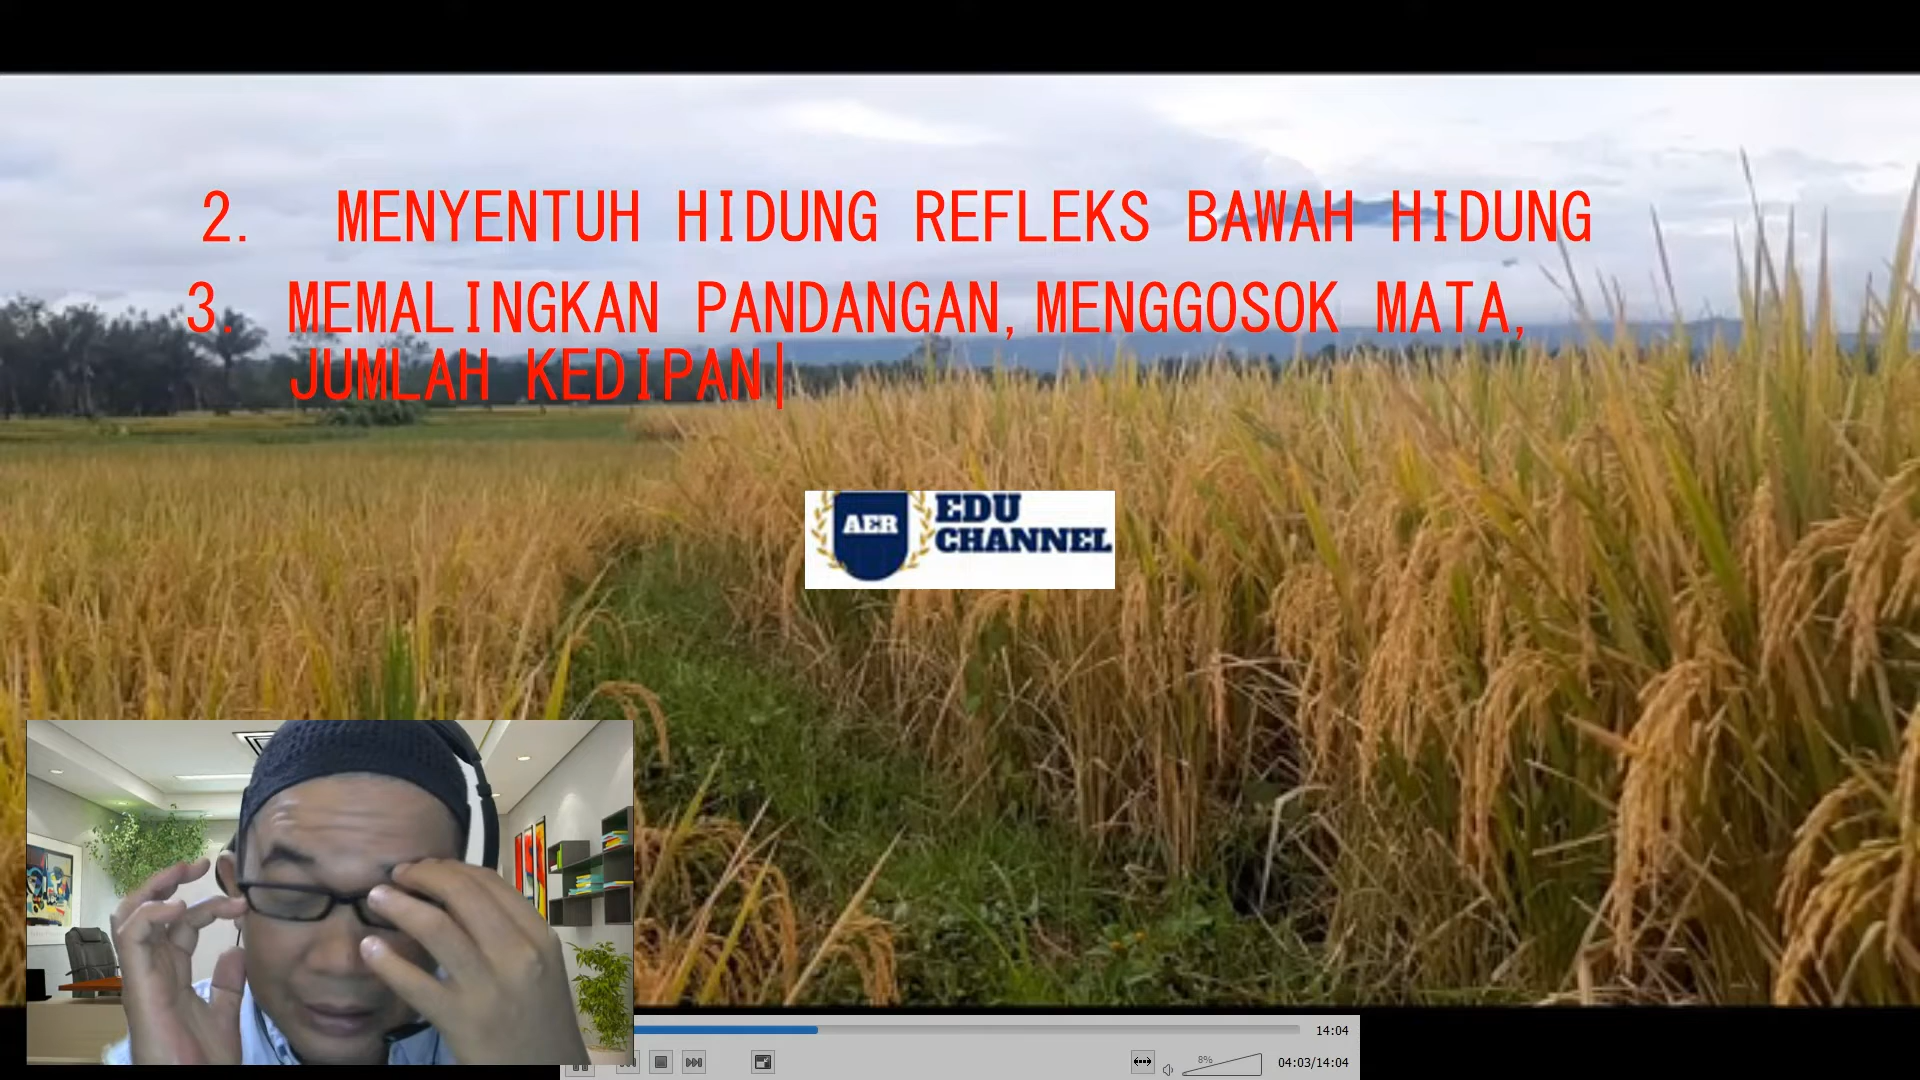 2. MENYENTUH HIDUNG REFLEKS BAWAH HIDUNG
3. MEMALINGKAN PANDANGAN,MENGGOSOK MATA,
JUMLAH KEDIPAN
AER
EDU
CHANNEL
14:04
8%
04:03/14:04